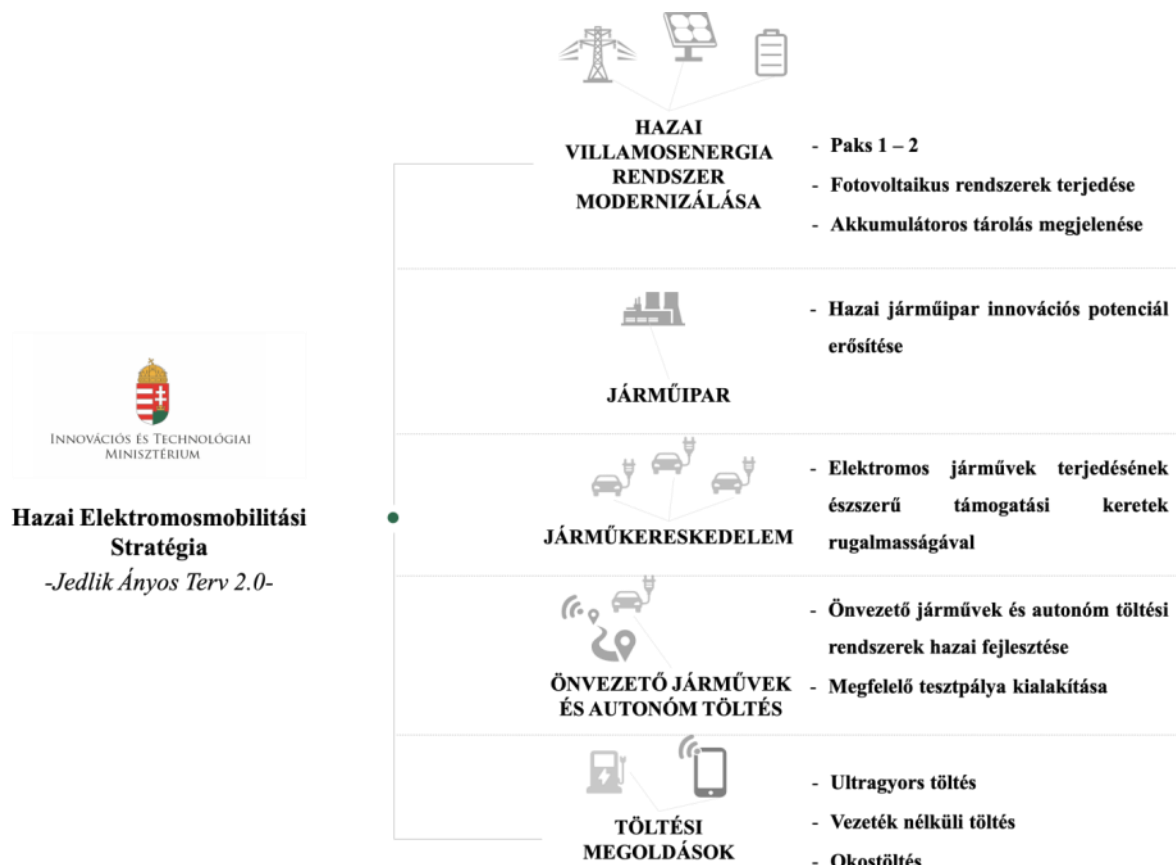 INNOVÁCIÓS ÉS TECHNOLÓGIAI
MINISZTÉRIUM
Hazai Elektromosmobilitási
Stratégia
-Jedlik Ányos Terv 2.0-
HAZAI
VILLAMOSENERGIA
RENDSZER
MODERNIZÁLÁSA
- Paks 1 – 2
- Fotovoltaikus rendszerek terjedése
- Akkumulátoros tárolás megjelenése
JÁRMŰIPAR
- Hazai járműipar innovációs potenciál
erősítése
JÁRMŰKERESKEDELEM
- Elektromos járművek terjedésének
észszerű támogatási keretek
rugalmasságával
ÖNVEZETŐ JÁRMŰVEK
ÉS AUTONÓM TÖLTÉS
- Önvezető járművek és autonóm töltési
rendszerek hazai fejlesztése
- Megfelelő tesztpálya kialakítása
TÖLTÉSI
MEGOLDÁSOK
- Ultragyors töltés
- Vezeték nélküli töltés
- Okostöltés